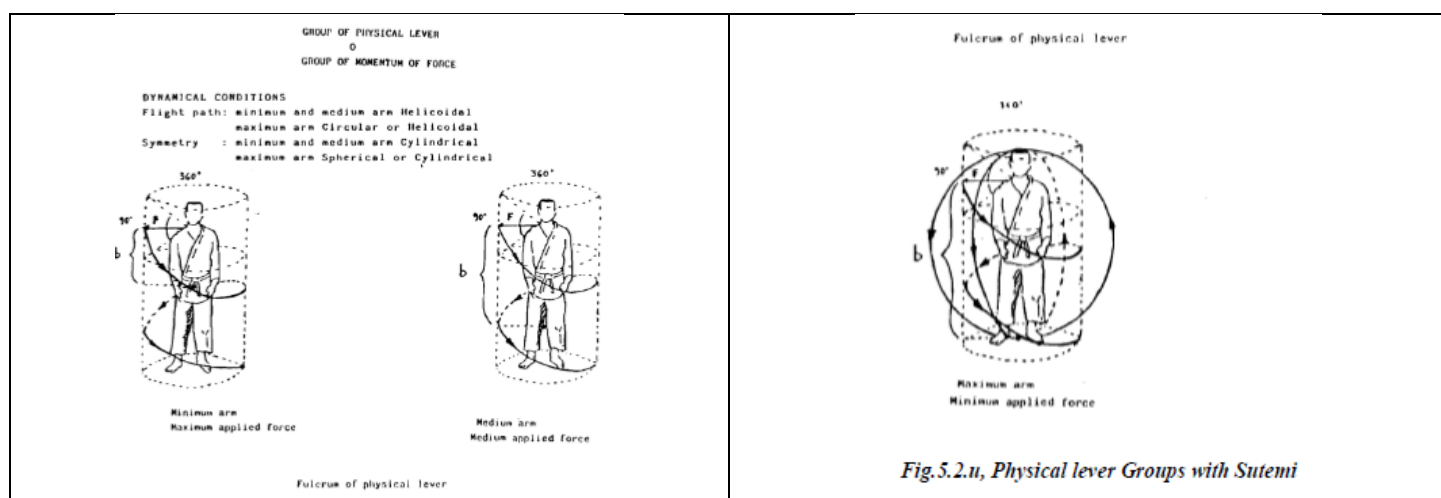 GROUP OF PHYSICAL LEVER
O
GROUP OF MOMENTUM OF FORCE
DYNAMICAL CONDITIONS
Flight path: minimum and medium arm Helicoidal
maximum arm Circular or Helicoidal
Symmetry : minimum and medium arm Cylindrical
maximum arm Spherical or Cylindrical
360°
90°
F
b
Minimum arm
Maximum applied force
360°
90°
F
b
Medium arm
Medium applied force
Fulcrum of physical lever
Fulcrum of physical lever
360°
90°
F
b
Maximum arm
Minimum applied force
Fig.5.2.u, Physical lever Groups with Sutemi